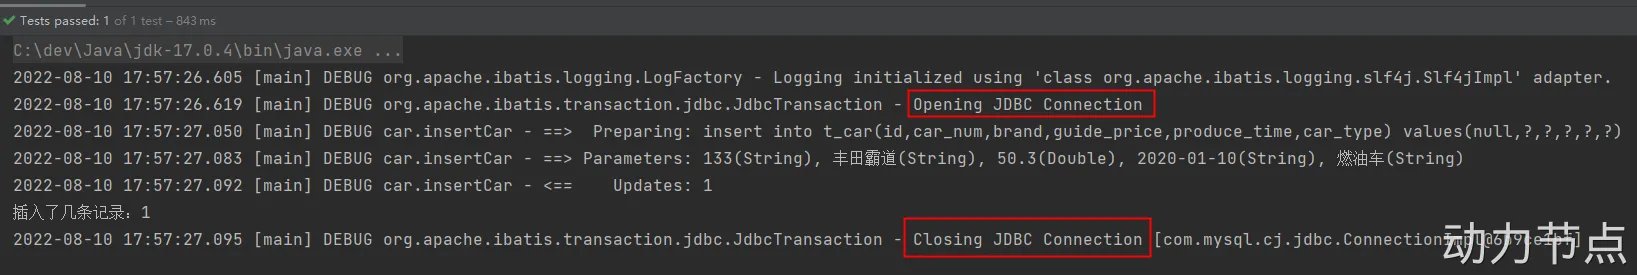 Tests passed: 1 of 1 test – 843 ms
C:\dev\Java\jdk-17.0.4\bin\java.exe ...
2022-08-10 17:57:26.605 [main] DEBUG org.apache.ibatis.logging.LogFactory - Logging initialized using 'class org.apache.ibatis.logging.slf4j.Slf4jImpl' adapter.
2022-08-10 17:57:26.619 [main] DEBUG org.apache.ibatis.transaction.jdbc.JdbcTransaction - Opening JDBC Connection
2022-08-10 17:57:27.050 [main] DEBUG car.insertCar - ==>  Preparing: insert into t_car(id,car_num,brand,guide_price,produce_time,car_type) values(null,?,?,?,?,?)
2022-08-10 17:57:27.083 [main] DEBUG car.insertCar - ==> Parameters: 133(String), 丰田霸道(String), 50.3(Double), 2020-01-10(String), 燃油车(String)
2022-08-10 17:57:27.092 [main] DEBUG car.insertCar - <==    Updates: 1
插入了几条记录：1
2022-08-10 17:57:27.095 [main] DEBUG org.apache.ibatis.transaction.jdbc.JdbcTransaction - Closing JDBC Connection
动力节点